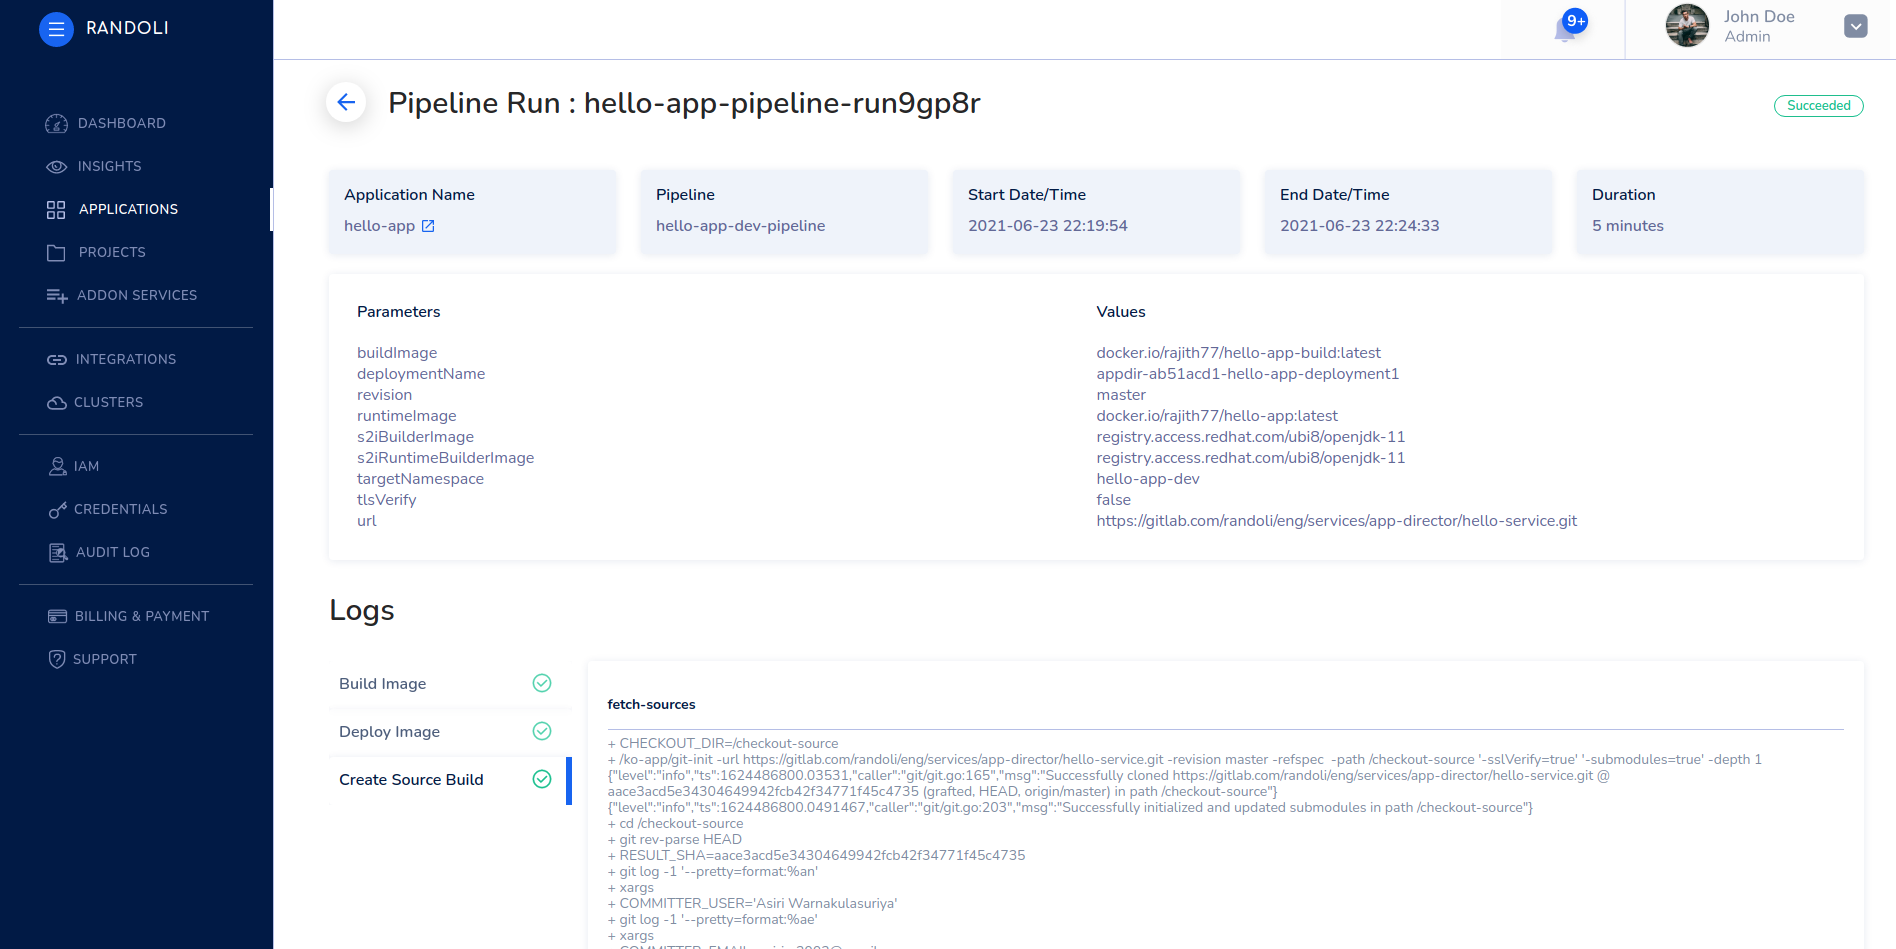 RANDOLI
9+
John Doe
Admin
DASHBOARD
INSIGHTS
APPLICATIONS
PROJECTS
ADDON SERVICES
INTEGRATIONS
CLUSTERS
IAM
CREDENTIALS
AUDIT LOG
BILLING & PAYMENT
SUPPORT
Pipeline Run : hello-app-pipeline-run9gp8r
Succeeded
Application Name
hello-app
Pipeline
hello-app-dev-pipeline
Start Date/Time
2021-06-23 22:19:54
End Date/Time
2021-06-23 22:24:33
Duration
5 minutes
Parameters Values
buildImage docker.io/rajith77/hello-app-build:latest
deploymentName appdir-ab51acd1-hello-app-deployment1
revision master
runtimeImage docker.io/rajith77/hello-app:latest
s2iBuilderImage registry.access.redhat.com/ubi8/openjdk-11
s2iRuntimeBuilderImage registry.access.redhat.com/ubi8/openjdk-11
targetNamespace hello-app-dev
tlsVerify false
url https://gitlab.com/randoli/eng/services/app-director/hello-service.git
Logs
Build Image
Deploy Image
Create Source Build
fetch-sources
+ CHECKOUT_DIR=/checkout-source
+ /ko-app/git-init -url https://gitlab.com/randoli/eng/services/app-director/hello-service.git -revision master -refspec -path /checkout-source '-sslVerify=true' '-submodules=true' -depth 1
{"level":"info","ts":1624486800.03531,"caller":"git/git.go:165","msg":"Successfully cloned https://gitlab.com/randoli/eng/services/app-director/hello-service.git @
aace3acd5e34304649942fcb42f34771f45c4735 (grafted, HEAD, origin/master) in path /checkout-source"}
{"level":"info","ts":1624486800.0491467,"caller":"git/git.go:203","msg":"Successfully initialized and updated submodules in path /checkout-source"}
+ cd /checkout-source
+ git rev-parse HEAD
+ RESULT_SHA=aace3acd5e34304649942fcb42f34771f45c4735
+ git log -1 '--pretty=format:%an'
+ xargs
+ COMMITTER_USER='Asiri Warnakulasuriya'
+ git log -1 '--pretty=format:%ae'
+ xargs